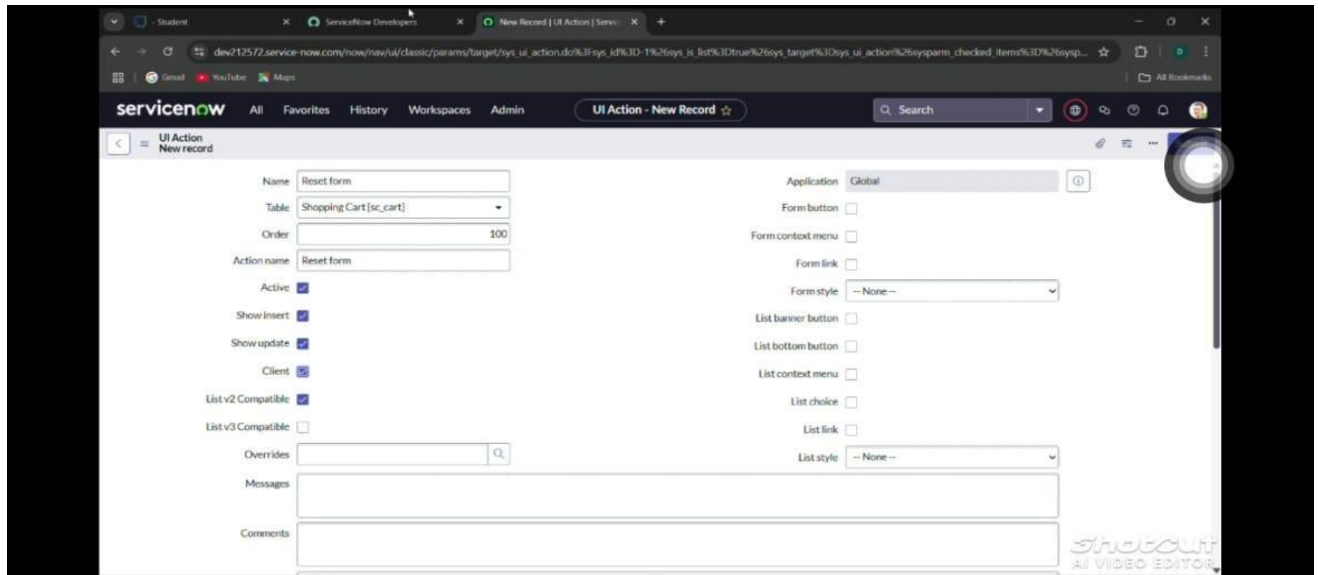 - Student
ServiceNow Developers
New Record | UI Action | Servic
dev212572.service-now.com/now/nav/ui/classic/params/target/sys_ui_action.do%3Fsys_id%3D-1%26sys_is_list%3Dtrue%26sys_target%3Dsys_ui_action%26sysparm_checked_items%3D%26sysp...
D
Gmail YouTube Maps
All Bookmarks
servicenow All Favorites History Workspaces Admin
UI Action - New Record
Search
UI Action
New record
Name Reset form
Application Global
Table Shopping Cart [sc_cart]
Form button
Order 100
Form context menu
Action name Reset form
Form link
Active
Form style -- None --
Show insert
List banner button
Show update
List bottom button
Client
List context menu
List v2 Compatible
List choice
List v3 Compatible
List link
Overrides
List style -- None --
Messages
Comments
Shotcut
AI VIDEO EDITOR